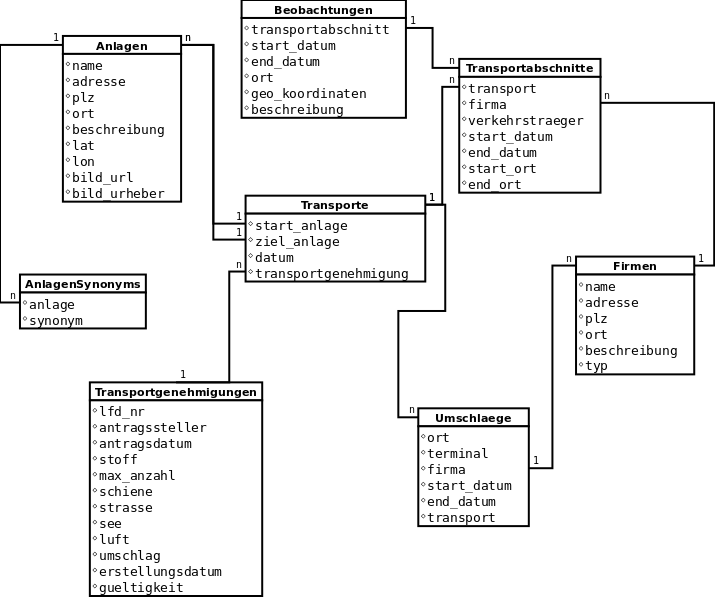 Beobachtungen
transportabschnitt
start_datum
end_datum
ort
geo_koordinaten
beschreibung
1
n
1
Anlagen
n
name
adresse
plz
ort
beschreibung
lat
lon
bild_url
bild_urheber
Transportabschnitte
n
transport
firma
verkehrstraeger
start_datum
end_datum
start_ort
end_ort
n
Transporte
1
1
start_anlage
1
ziel_anlage
datum
n
transportgenehmigung
AnlagenSynonyms
n
anlage
synonym
n
Firmen
1
name
adresse
plz
ort
beschreibung
typ
1
Transportgenehmigungen
lfd_nr
antragssteller
antragsdatum
stoff
max_anzahl
schiene
strasse
see
luft
umschlag
erstellungsdatum
gueltigkeit
n
Umschlaege
ort
terminal
firma
start_datum
end_datum
transport
1